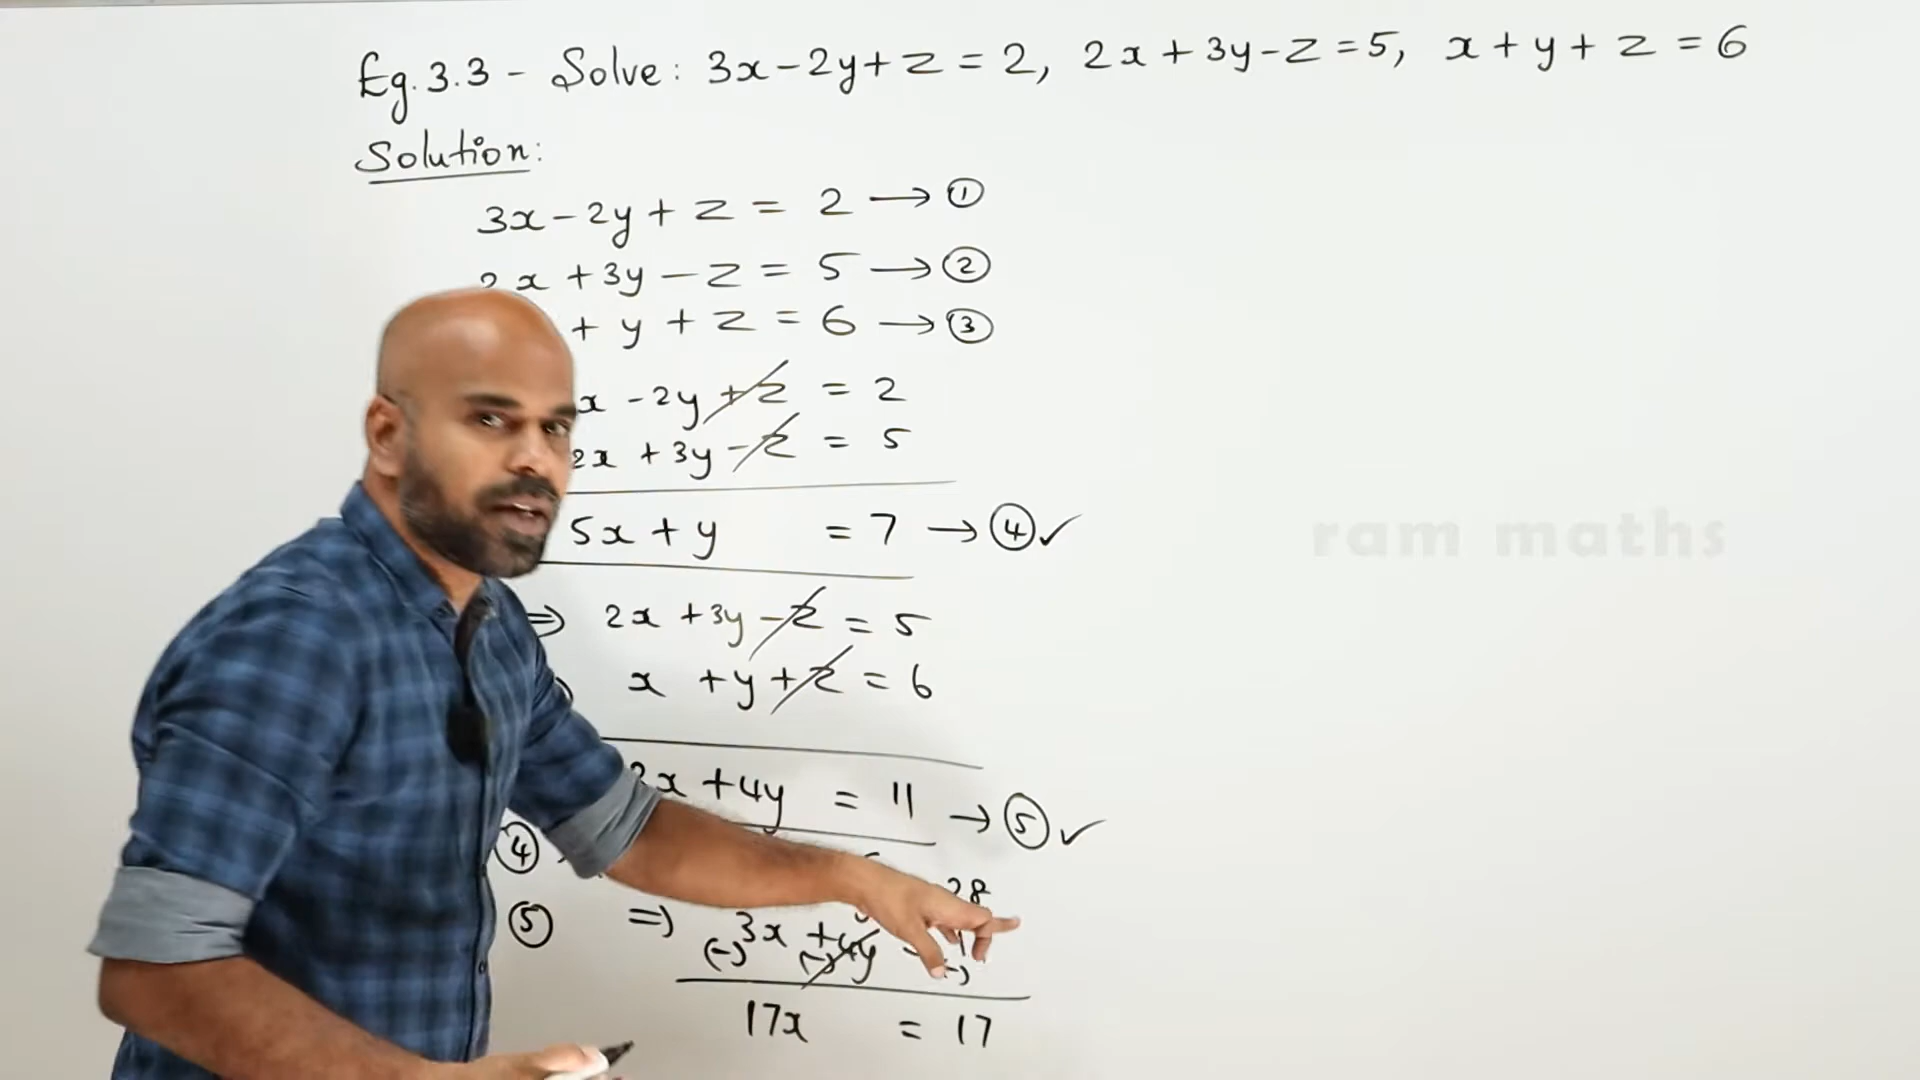 Eg. 3.3 - Solve: 3x-2y+z=2, 2x+3y-z=5, x+y+z=6
Solution:
3x-2y+z = 2 → ①
2x+3y-z = 5 → ②
+ y + z = 6 → ③
x - 2y + z = 2
2x + 3y - z = 5
5x + y = 7 → ④ ✓
⇒ 2x + 3y - z = 5
x + y + z = 6
3x + 4y = 11 → ⑤ ✓
④ 28
⑤ ⇒ 3x + 4y
(-) (-) (-)
17x = 17
ram maths